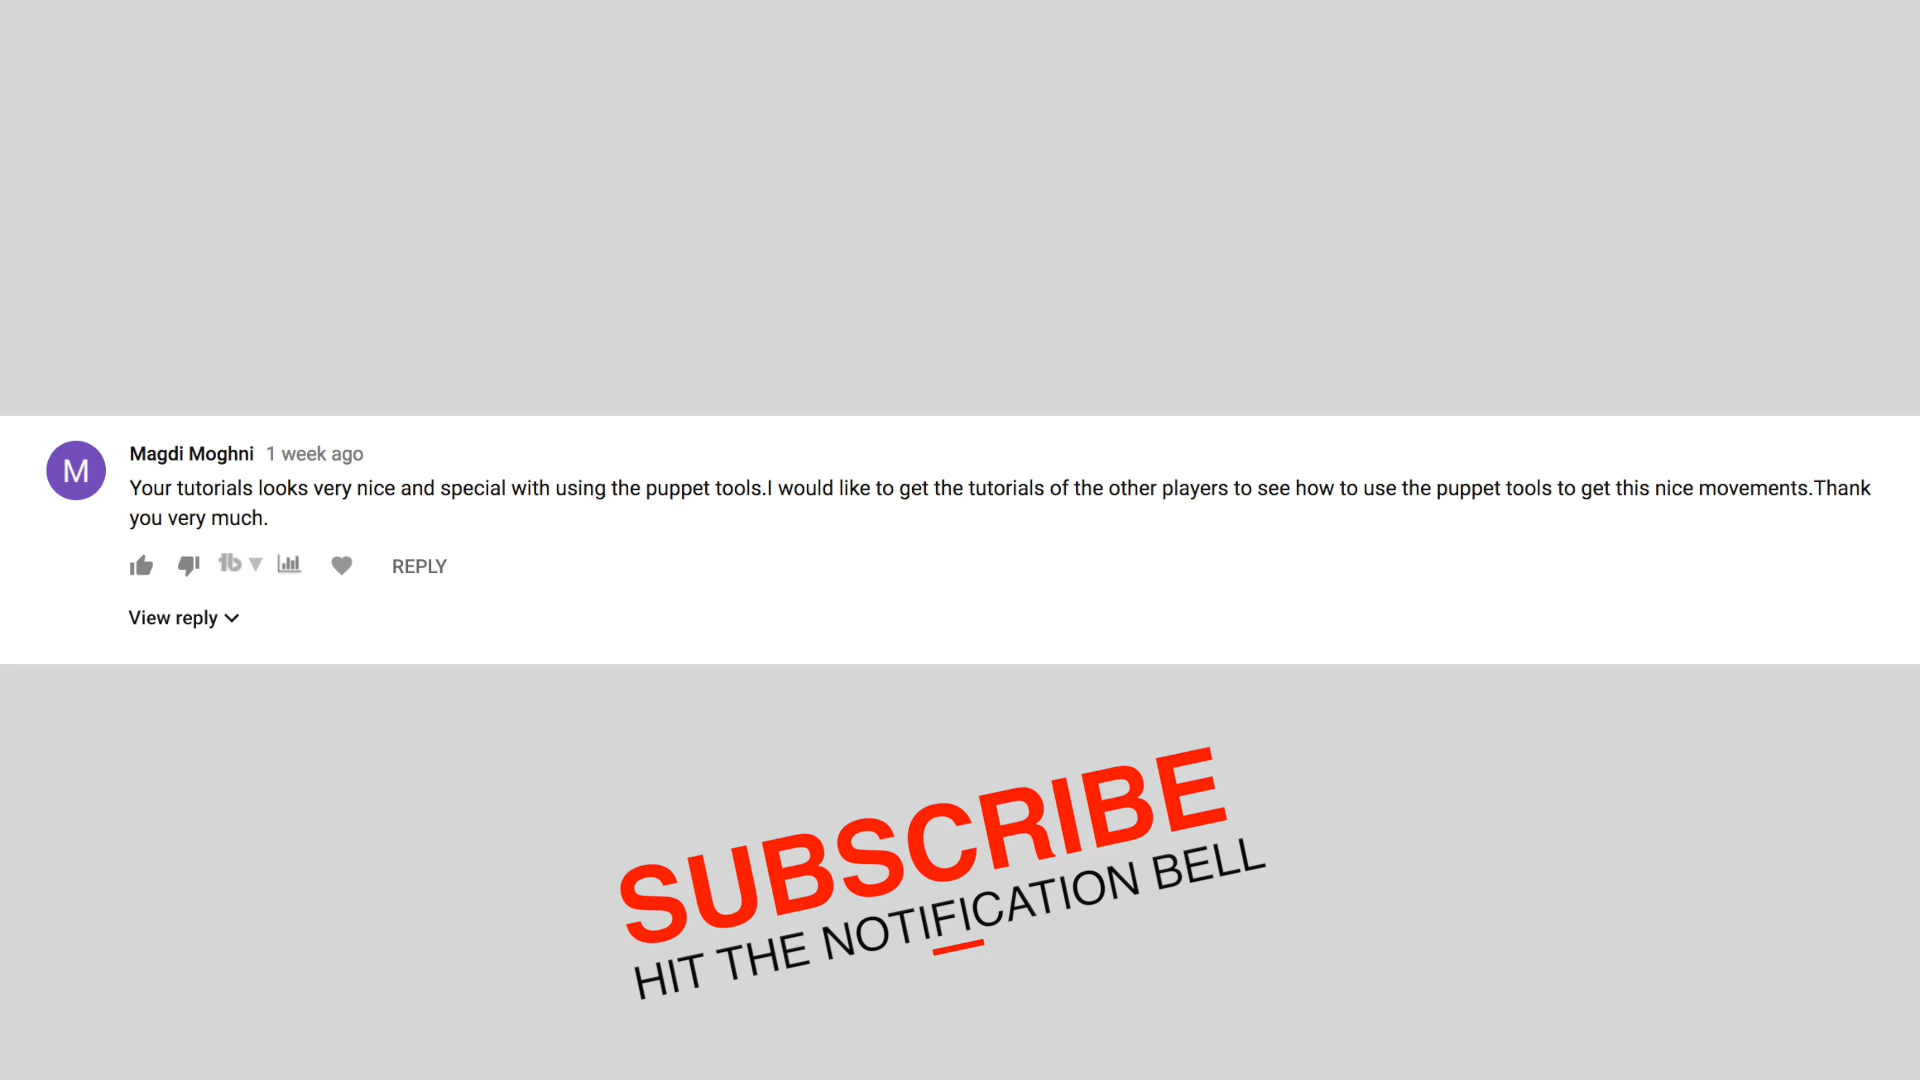 M
Magdi Moghni 1 week ago
Your tutorials looks very nice and special with using the puppet tools.I would like to get the tutorials of the other players to see how to use the puppet tools to get this nice movements.Thank
you very much.
tb
REPLY
View reply
SUBSCRIBE
HIT THE NOTIFICATION BELL